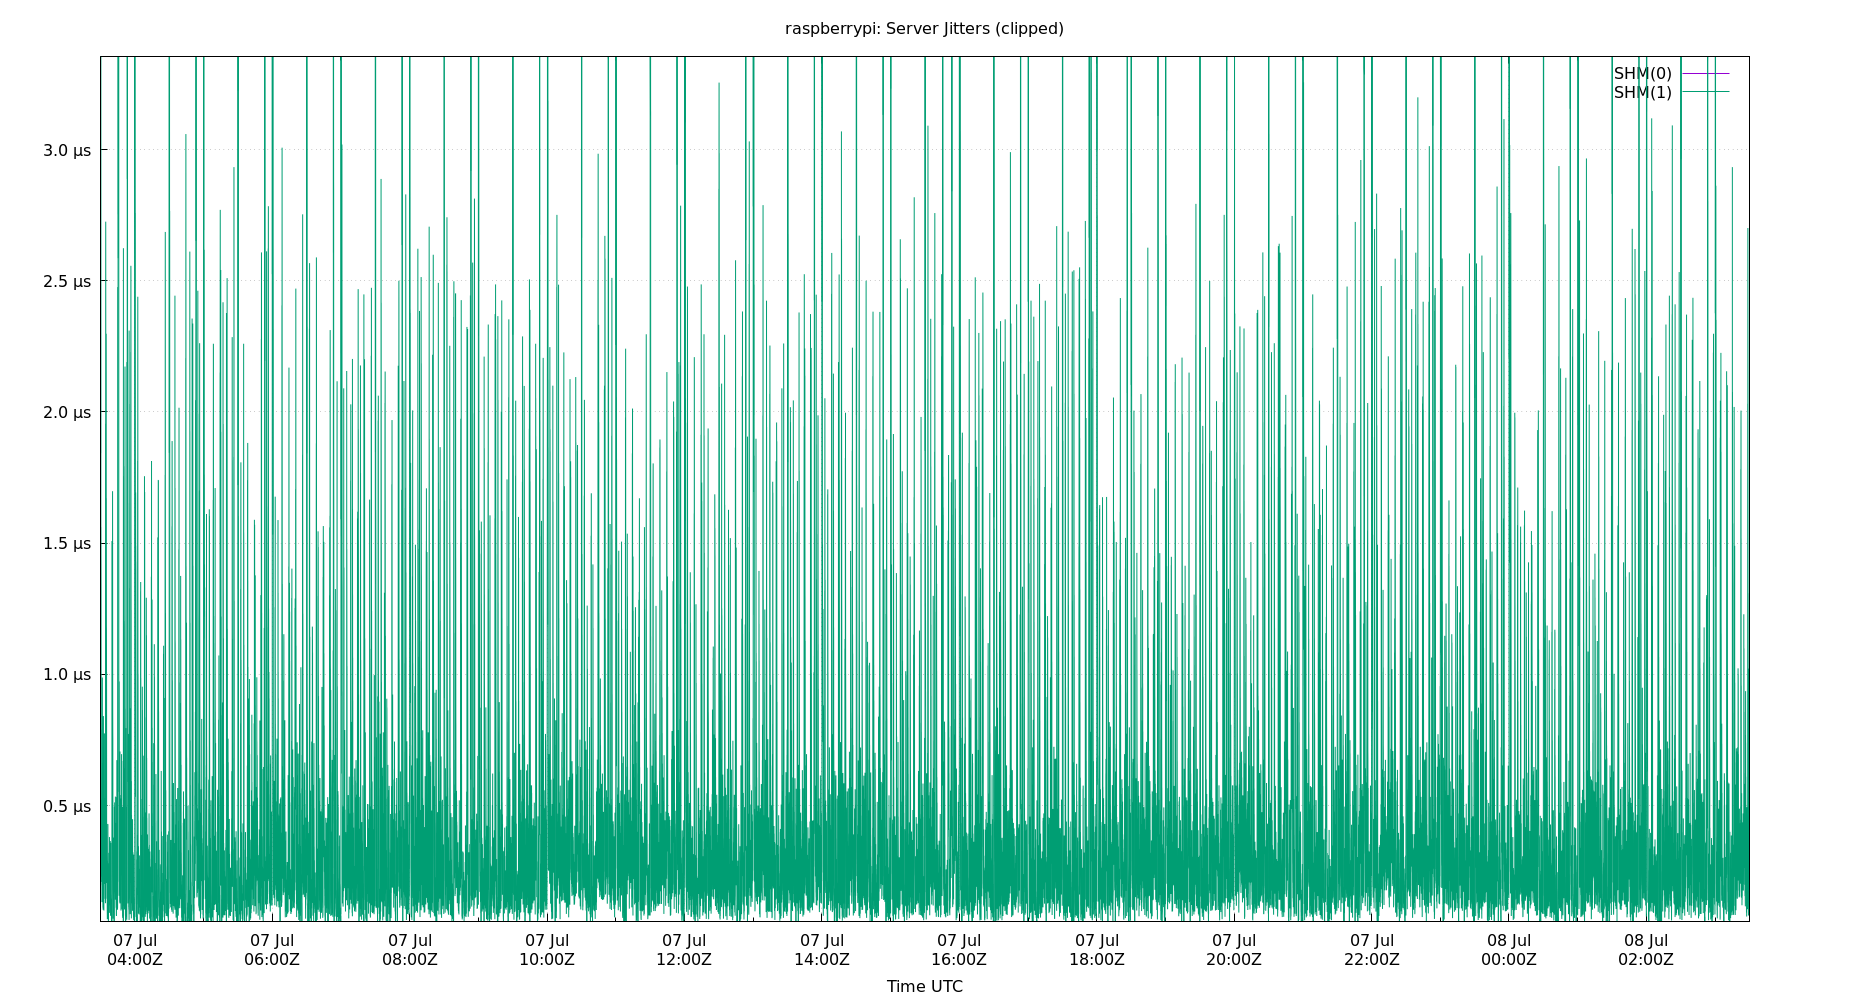 raspberrypi: Server Jitters (clipped)
SHM(0)
SHM(1)
3.0 µs
2.5 µs
2.0 µs
1.5 µs
1.0 µs
0.5 µs
07 Jul 07 Jul 07 Jul 07 Jul 07 Jul 07 Jul 07 Jul 07 Jul 07 Jul 07 Jul 08 Jul 08 Jul
04:00Z 06:00Z 08:00Z 10:00Z 12:00Z 14:00Z 16:00Z 18:00Z 20:00Z 22:00Z 00:00Z 02:00Z
Time UTC